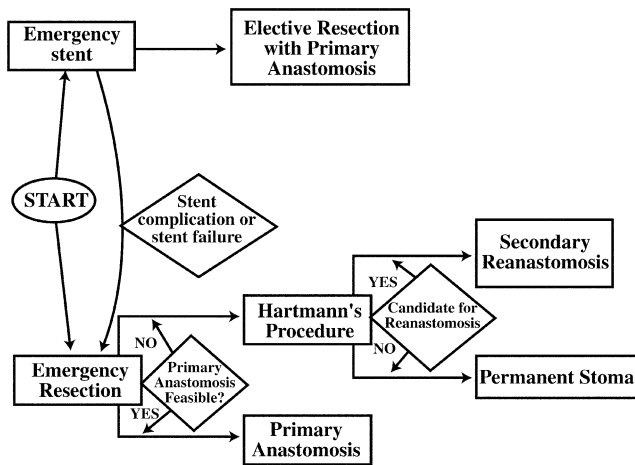 Emergency
stent
Elective Resection
with Primary
Anastomosis
START
Stent
complication or
stent failure
Secondary
Reanastomosis
YES
Hartmann's
Procedure
Candidate for
Reanastomosis
NO
NO
Emergency
Resection
Primary
Anastomosis
Feasible?
Permanent Stoma
YES
Primary
Anastomosis